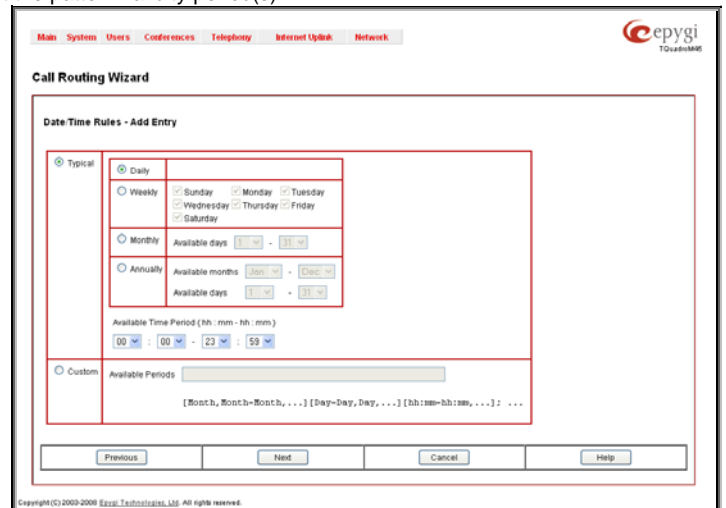 Main System Users Conferences Telephony Internet Uplink Network
epygi
TQuadroM45
Call Routing Wizard
Date/Time Rules - Add Entry
Typical
Daily
Weekly
Sunday Monday Tuesday
Wednesday Thursday Friday
Saturday
Monthly
Available days 1 - 31
Annually
Available months Jan - Dec
Available days 1 - 31
Available Time Period ( hh : mm - hh : mm )
00 : 00 - 23 : 59
Custom
Available Periods
[Month,Month-Month,...][Day-Day,Day,...][hh:mm-hh:mm,...]; ...
Previous Next Cancel Help
Copyright (C) 2003-2008 Epygi Technologies, Ltd. All rights reserved.